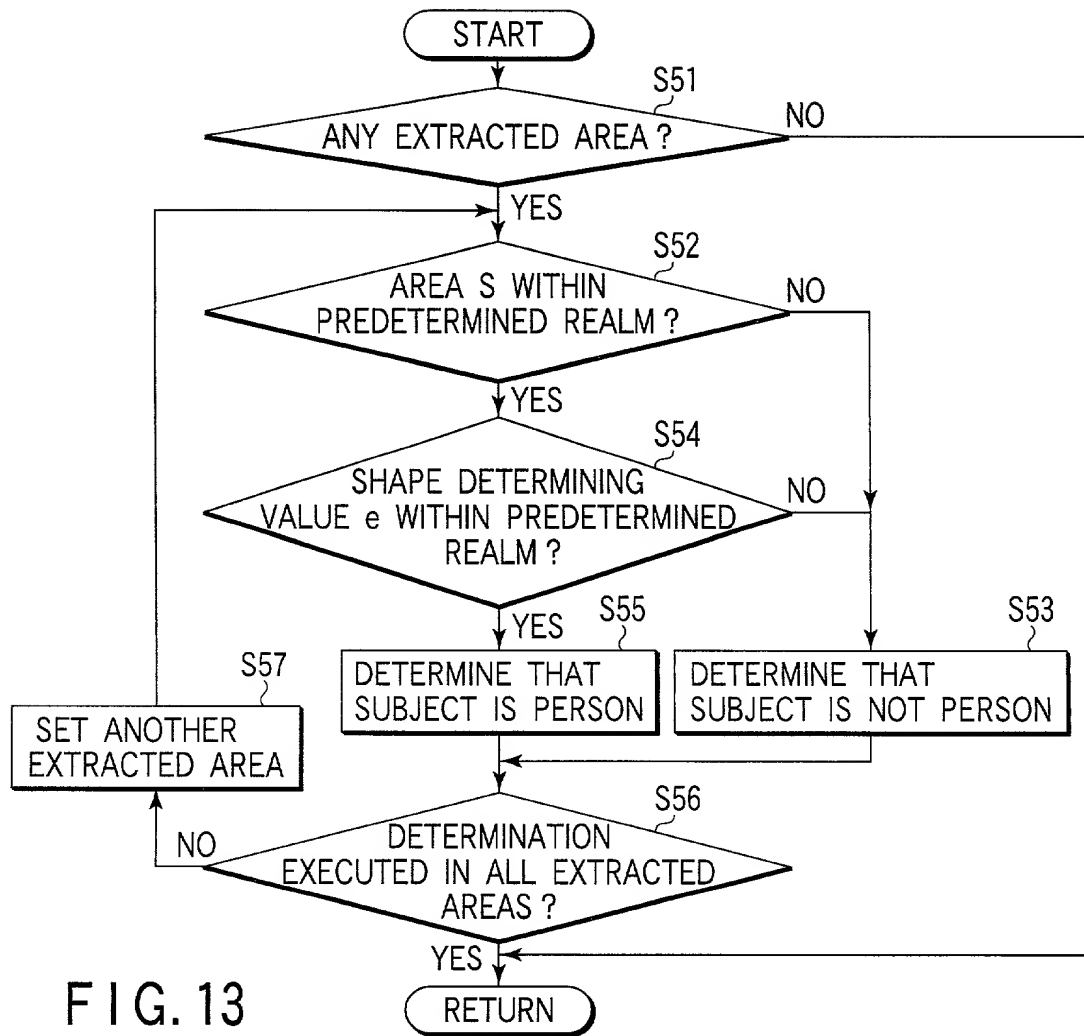 START
S51
ANY EXTRACTED AREA?
NO
YES
S52
AREA S WITHIN
PREDETERMINED REALM?
NO
YES
S54
SHAPE DETERMINING
VALUE e WITHIN PREDETERMINED
REALM?
NO
YES
S55
DETERMINE THAT
SUBJECT IS PERSON
S53
DETERMINE THAT
SUBJECT IS NOT PERSON
S57
SET ANOTHER
EXTRACTED AREA
S56
DETERMINATION
EXECUTED IN ALL EXTRACTED
AREAS?
NO
YES
RETURN
FIG. 13